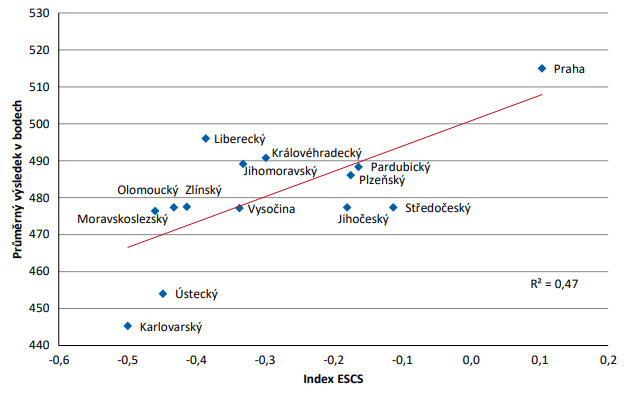 530
520
510
500
490
480
470
460
450
440
Průměrný výsledek v bodech
Praha
Liberecký
Královéhradecký
Jihomoravský
Pardubický
Plzeňský
Olomoucký Zlínský
Moravskoslezský
Vysočina
Jihočeský
Středočeský
Ústecký
Karlovarský
R² = 0,47
-0,6 -0,5 -0,4 -0,3 -0,2 -0,1 0,0 0,1 0,2
Index ESCS